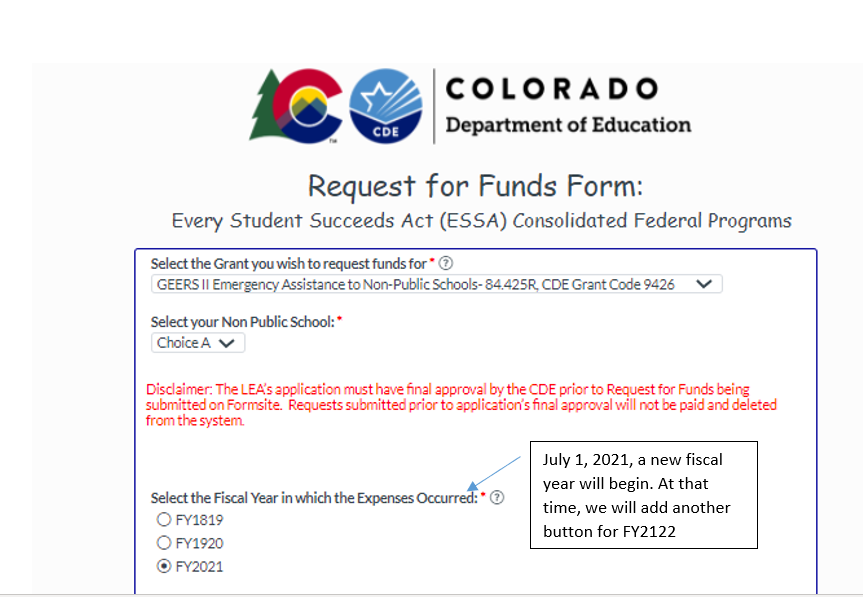 CDE
TM
COLORADO
Department of Education
Request for Funds Form:
Every Student Succeeds Act (ESSA) Consolidated Federal Programs
Select the Grant you wish to request funds for * ?
GEERS II Emergency Assistance to Non-Public Schools- 84.425R, CDE Grant Code 9426
Select your Non Public School: *
Choice A
Disclaimer: The LEA's application must have final approval by the CDE prior to Request for Funds being
submitted on Formsite. Requests submitted prior to application's final approval will not be paid and deleted
from the system.
July 1, 2021, a new fiscal
year will begin. At that
time, we will add another
button for FY2122
Select the Fiscal Year in which the Expenses Occurred: * ?
FY1819
FY1920
FY2021